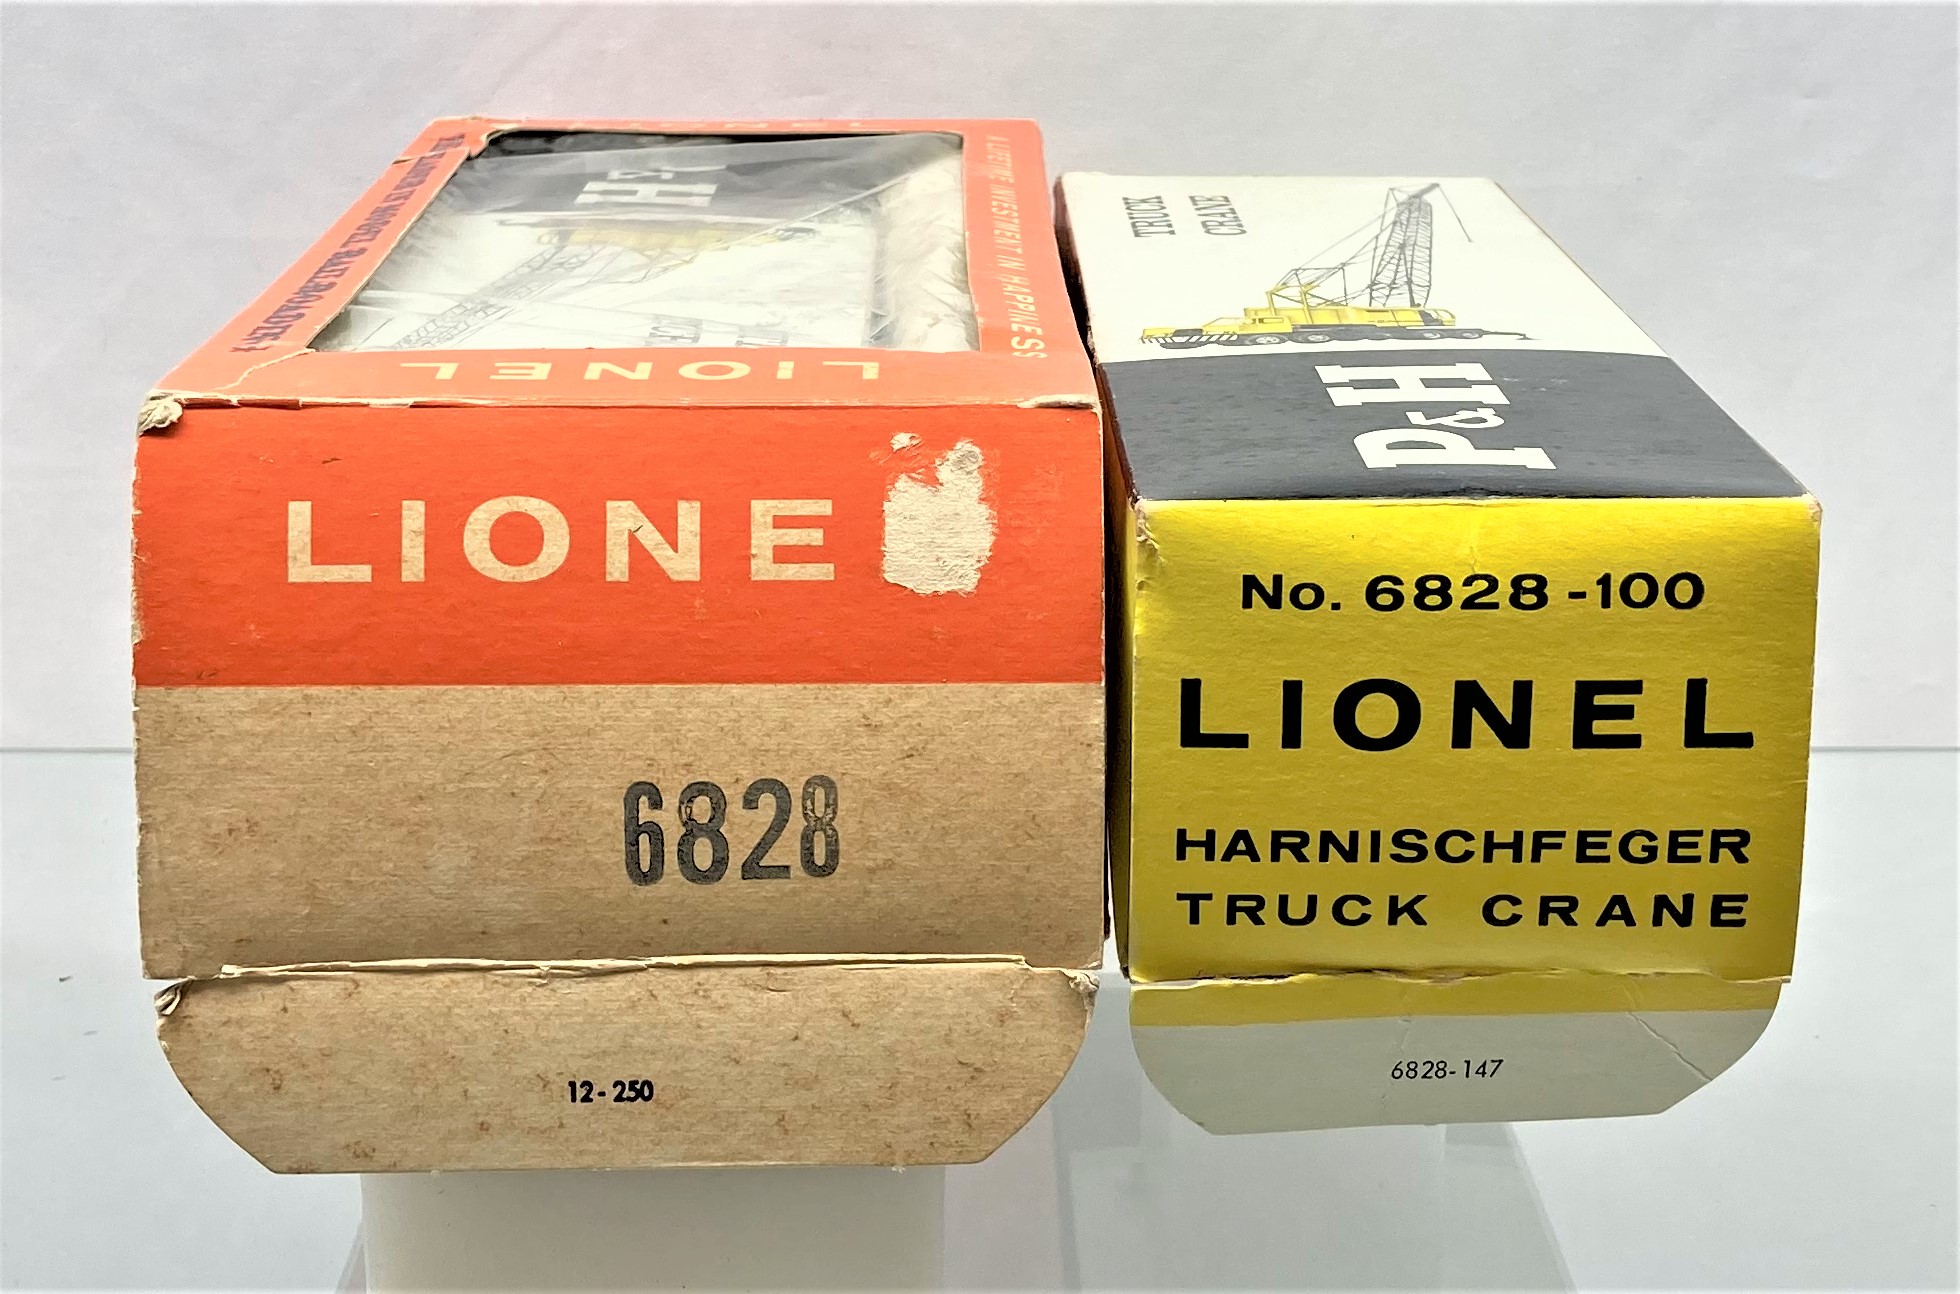 A LIFETIME INVESTMENT IN HAPPINESS
P&H
LIONEL
LIONE
6828
12-250
TRUCK
CRANE
P&H
No. 6828-100
LIONEL
HARNISCHFEGER
TRUCK CRANE
6828-147